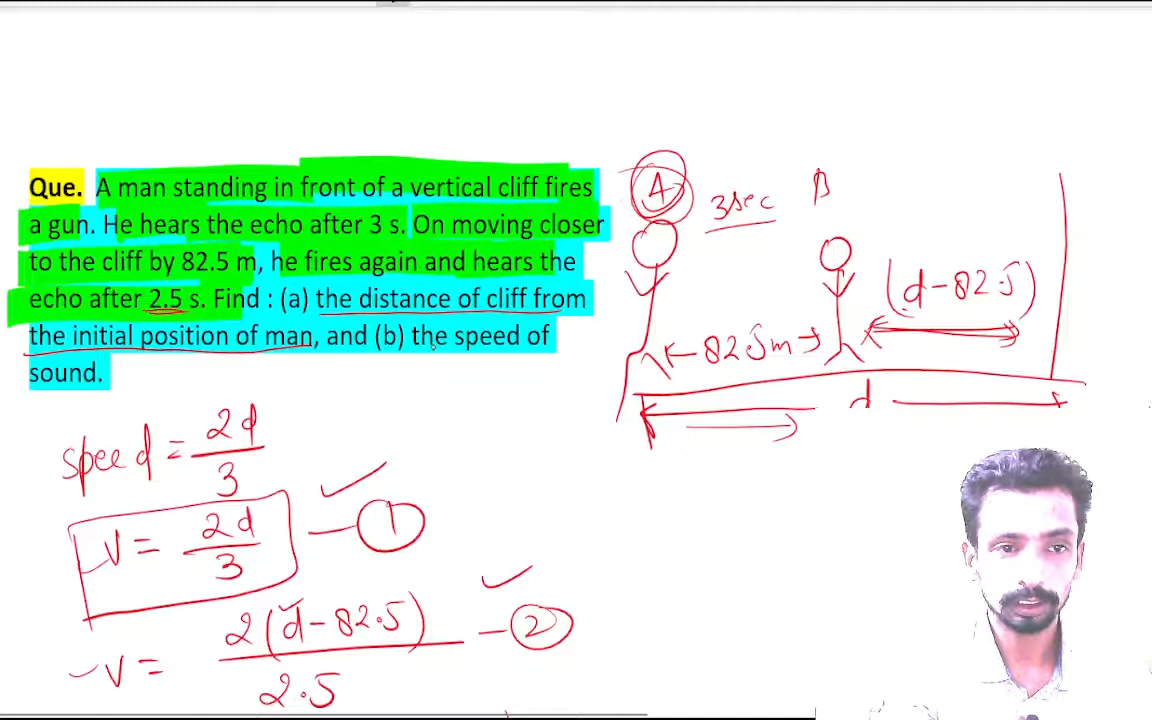 Que. A man standing in front of a vertical cliff fires
a gun. He hears the echo after 3 s. On moving closer
to the cliff by 82.5 m, he fires again and hears the
echo after 2.5 s. Find : (a) the distance of cliff from
the initial position of man, and (b) the speed of
sound.
A
3sec
B
(d-82.5)
82.5m
d
speed = 2d/3
v = 2d/3 - 1
v = 2(d-82.5)/2.5 - 2